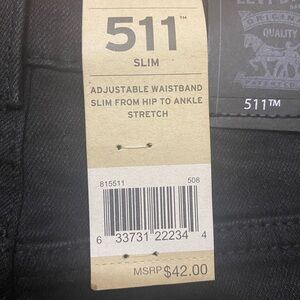 511™
SLIM
ADJUSTABLE WAISTBAND
SLIM FROM HIP TO ANKLE
STRETCH
815511 508
6 33731 22234 4
MSRP $42.00
QUALITY
511™